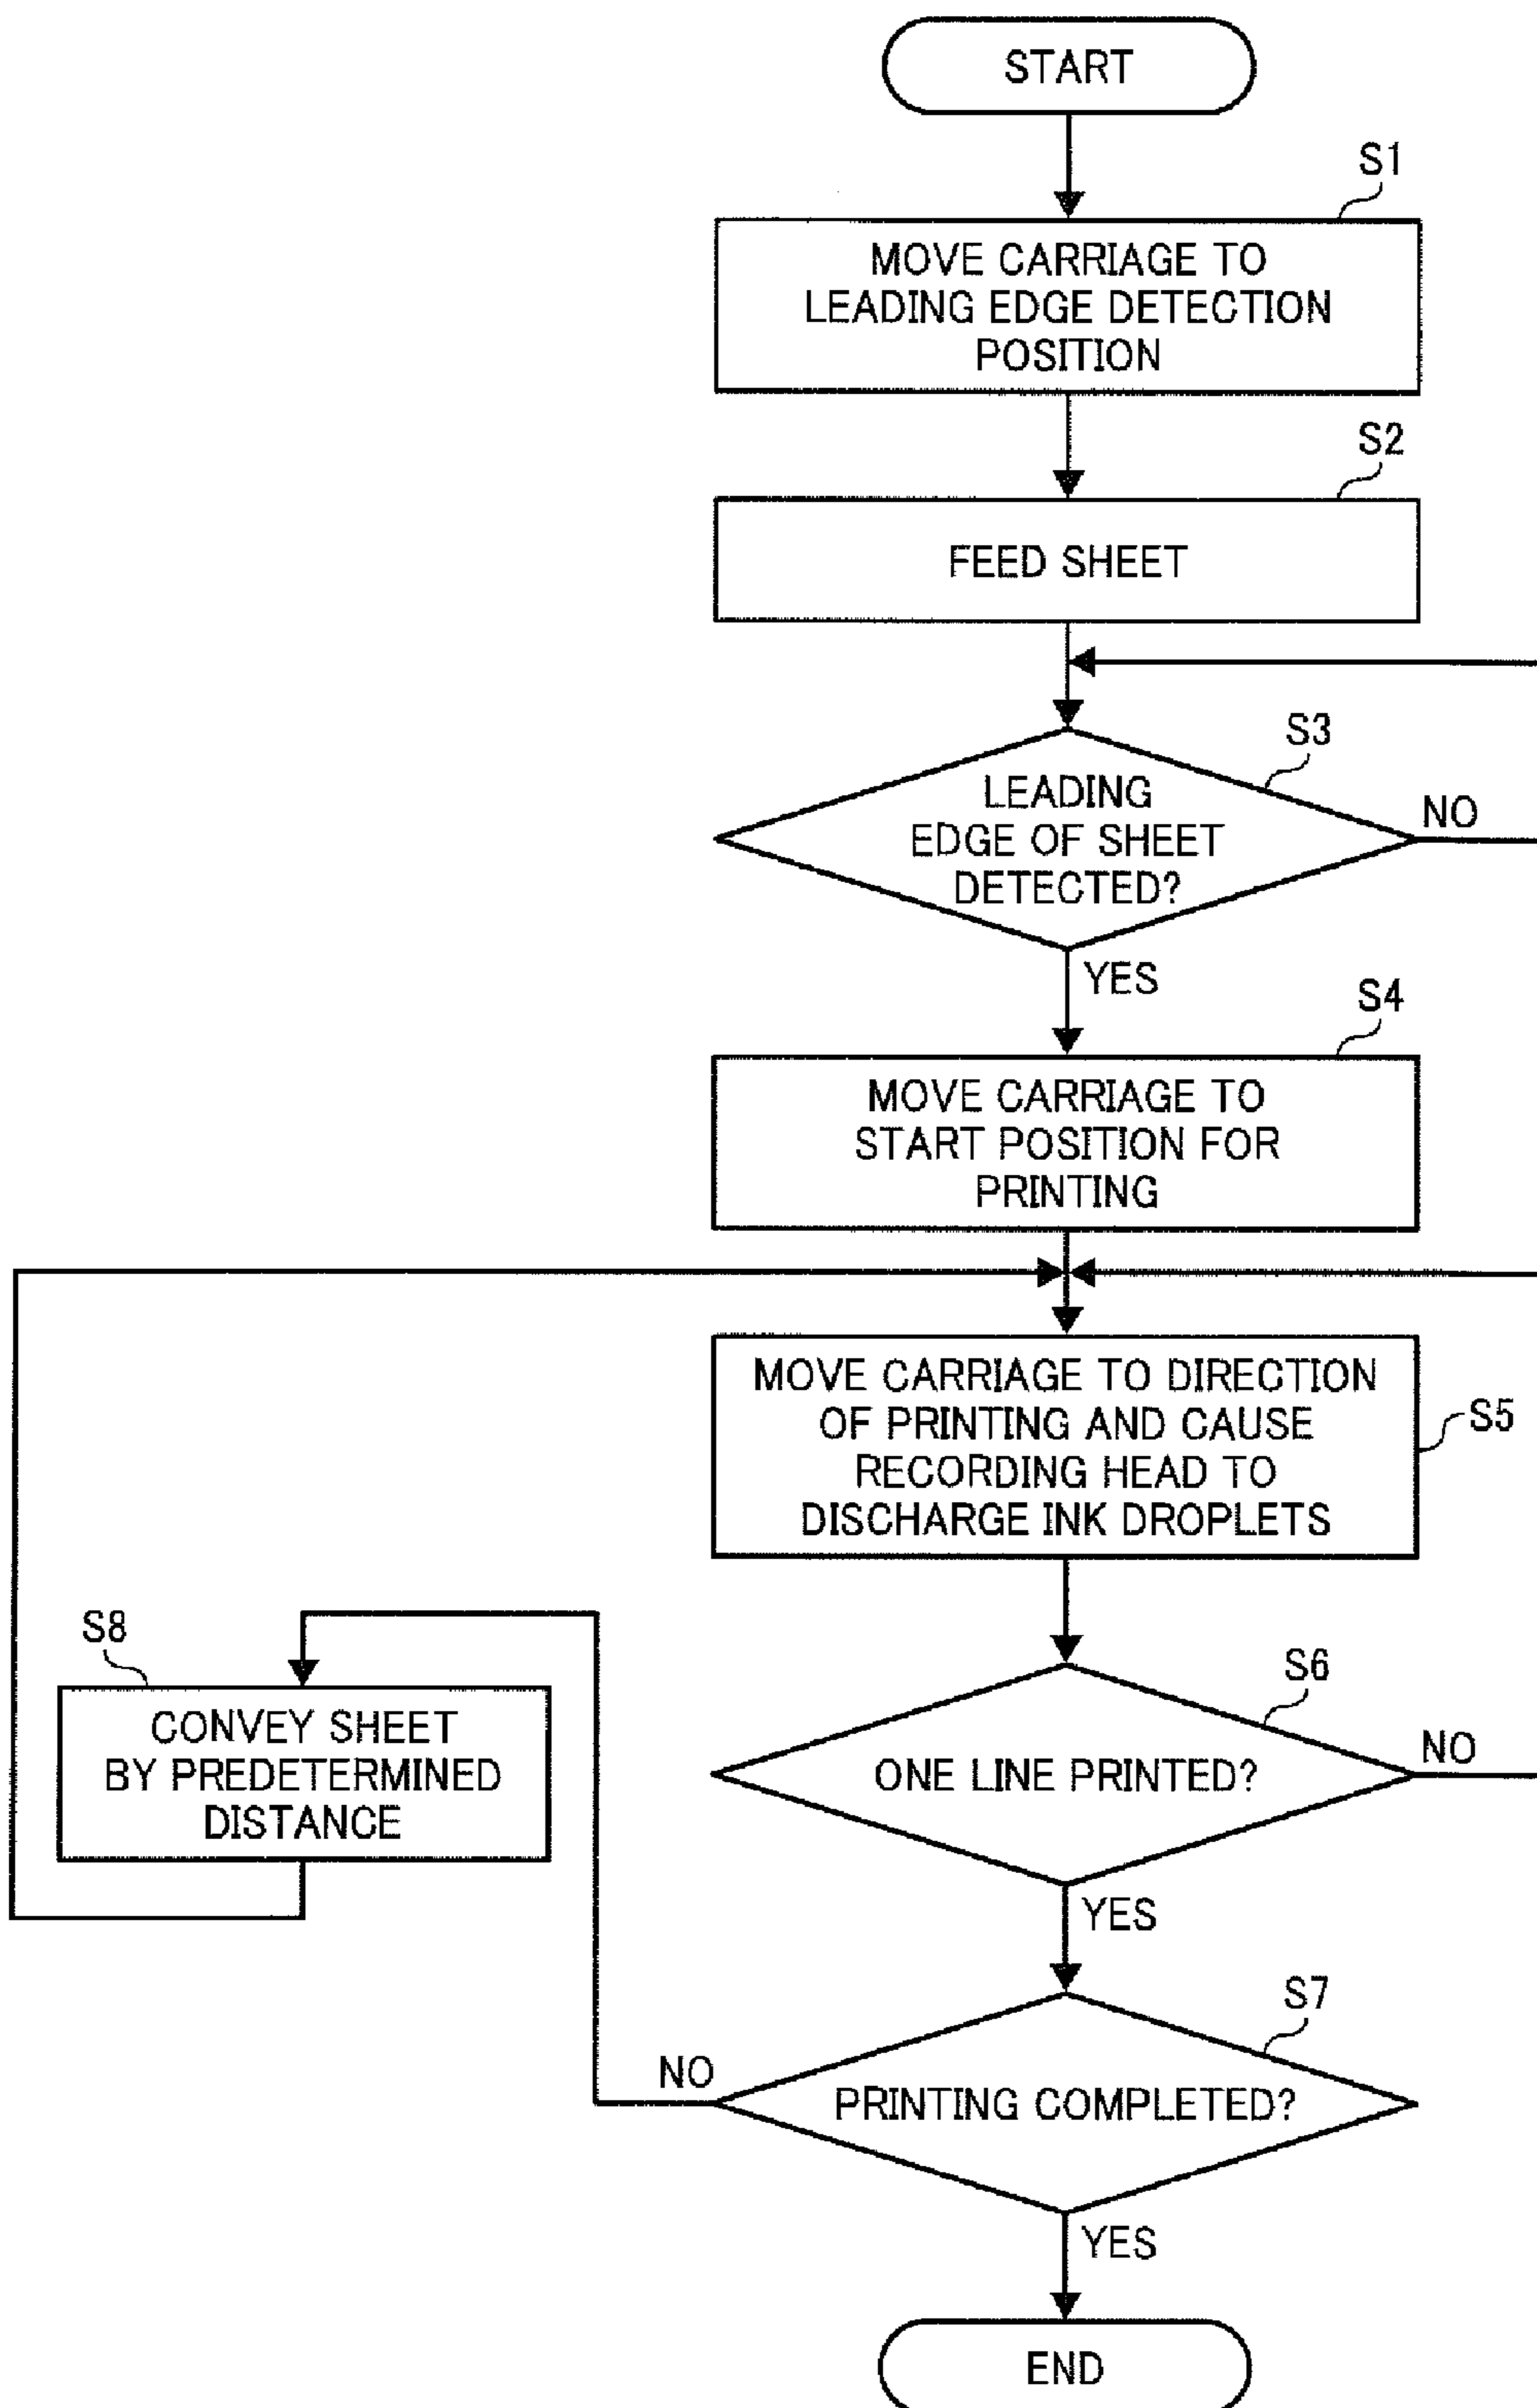 START
S1
MOVE CARRIAGE TO
LEADING EDGE DETECTION
POSITION
S2
FEED SHEET
S3
LEADING
EDGE OF SHEET
DETECTED?
NO
YES
S4
MOVE CARRIAGE TO
START POSITION FOR
PRINTING
MOVE CARRIAGE TO DIRECTION
OF PRINTING AND CAUSE
RECORDING HEAD TO
DISCHARGE INK DROPLETS
S5
S8
CONVEY SHEET
BY PREDETERMINED
DISTANCE
S6
ONE LINE PRINTED?
NO
YES
S7
NO
PRINTING COMPLETED?
YES
END